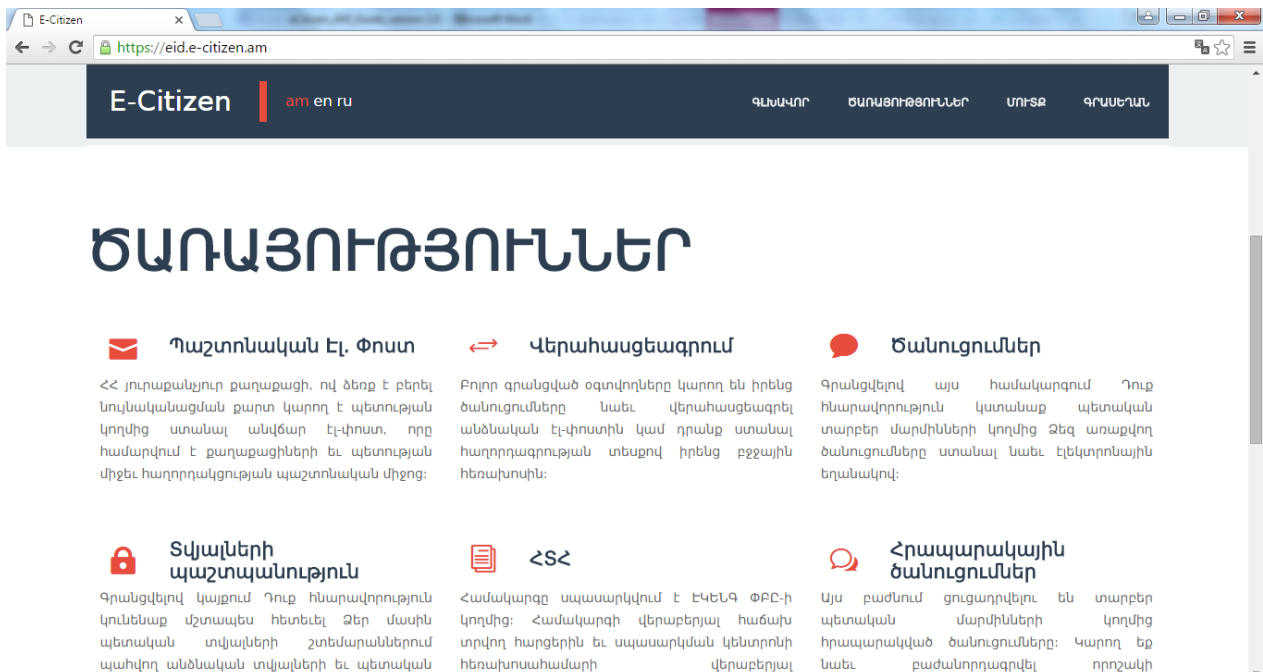 E-Citizen
https://eid.e-citizen.am
E-Citizen am en ru ԳԼԽԱՎՈՐ ԾԱՌԱՅՈՒԹՅՈՒՆՆԵՐ ՄՈՒՏՔ ԳՐԱՍԵՂԱՆ
ԾԱՌԱՅՈՒԹՅՈՒՆՆԵՐ
Պաշտոնական Էլ. Փոստ
ՀՀ յուրաքանչյուր քաղաքացի, ով ձեռք է բերել
նույնականացման քարտ կարող է պետության
կողմից ստանալ անվճար էլ-փոստ, որը
համարվում է քաղաքացիների եւ պետության
միջեւ հաղորդակցության պաշտոնական միջոց:
Վերահասցեագրում
Բոլոր գրանցված օգտվողները կարող են իրենց
ծանուցումները նաեւ վերահասցեագրել
անձնական էլ-փոստին կամ դրանք ստանալ
հաղորդագրության տեսքով իրենց բջջային
հեռախոսին:
Ծանուցումներ
Գրանցվելով այս համակարգում Դուք
հնարավորություն կստանաք պետական
տարբեր մարմինների կողմից Ձեզ առաքվող
ծանուցումները ստանալ նաեւ էլեկտրոնային
եղանակով:
Տվյալների
պաշտպանություն
Գրանցվելով կայքում Դուք հնարավորություն
կունենաք մշտապես հետեւել Ձեր մասին
պետական տվյալների շտեմարաններում
պահվող անձնական տվյալների եւ պետական
ՀՏՀ
Համակարգը սպասարկվում է ԷԿԵՆԳ ՓԲԸ-ի
կողմից: Համակարգի վերաբերյալ հաճախ
տրվող հարցերին եւ սպասարկման կենտրոնի
հեռախոսահամարի վերաբերյալ
Հրապարակային
ծանուցումներ
Այս բաժնում ցուցադրվելու են տարբեր
պետական մարմինների կողմից
հրապարակված ծանուցումները: Կարող եք
նաեւ բաժանորդագրվել որոշակի